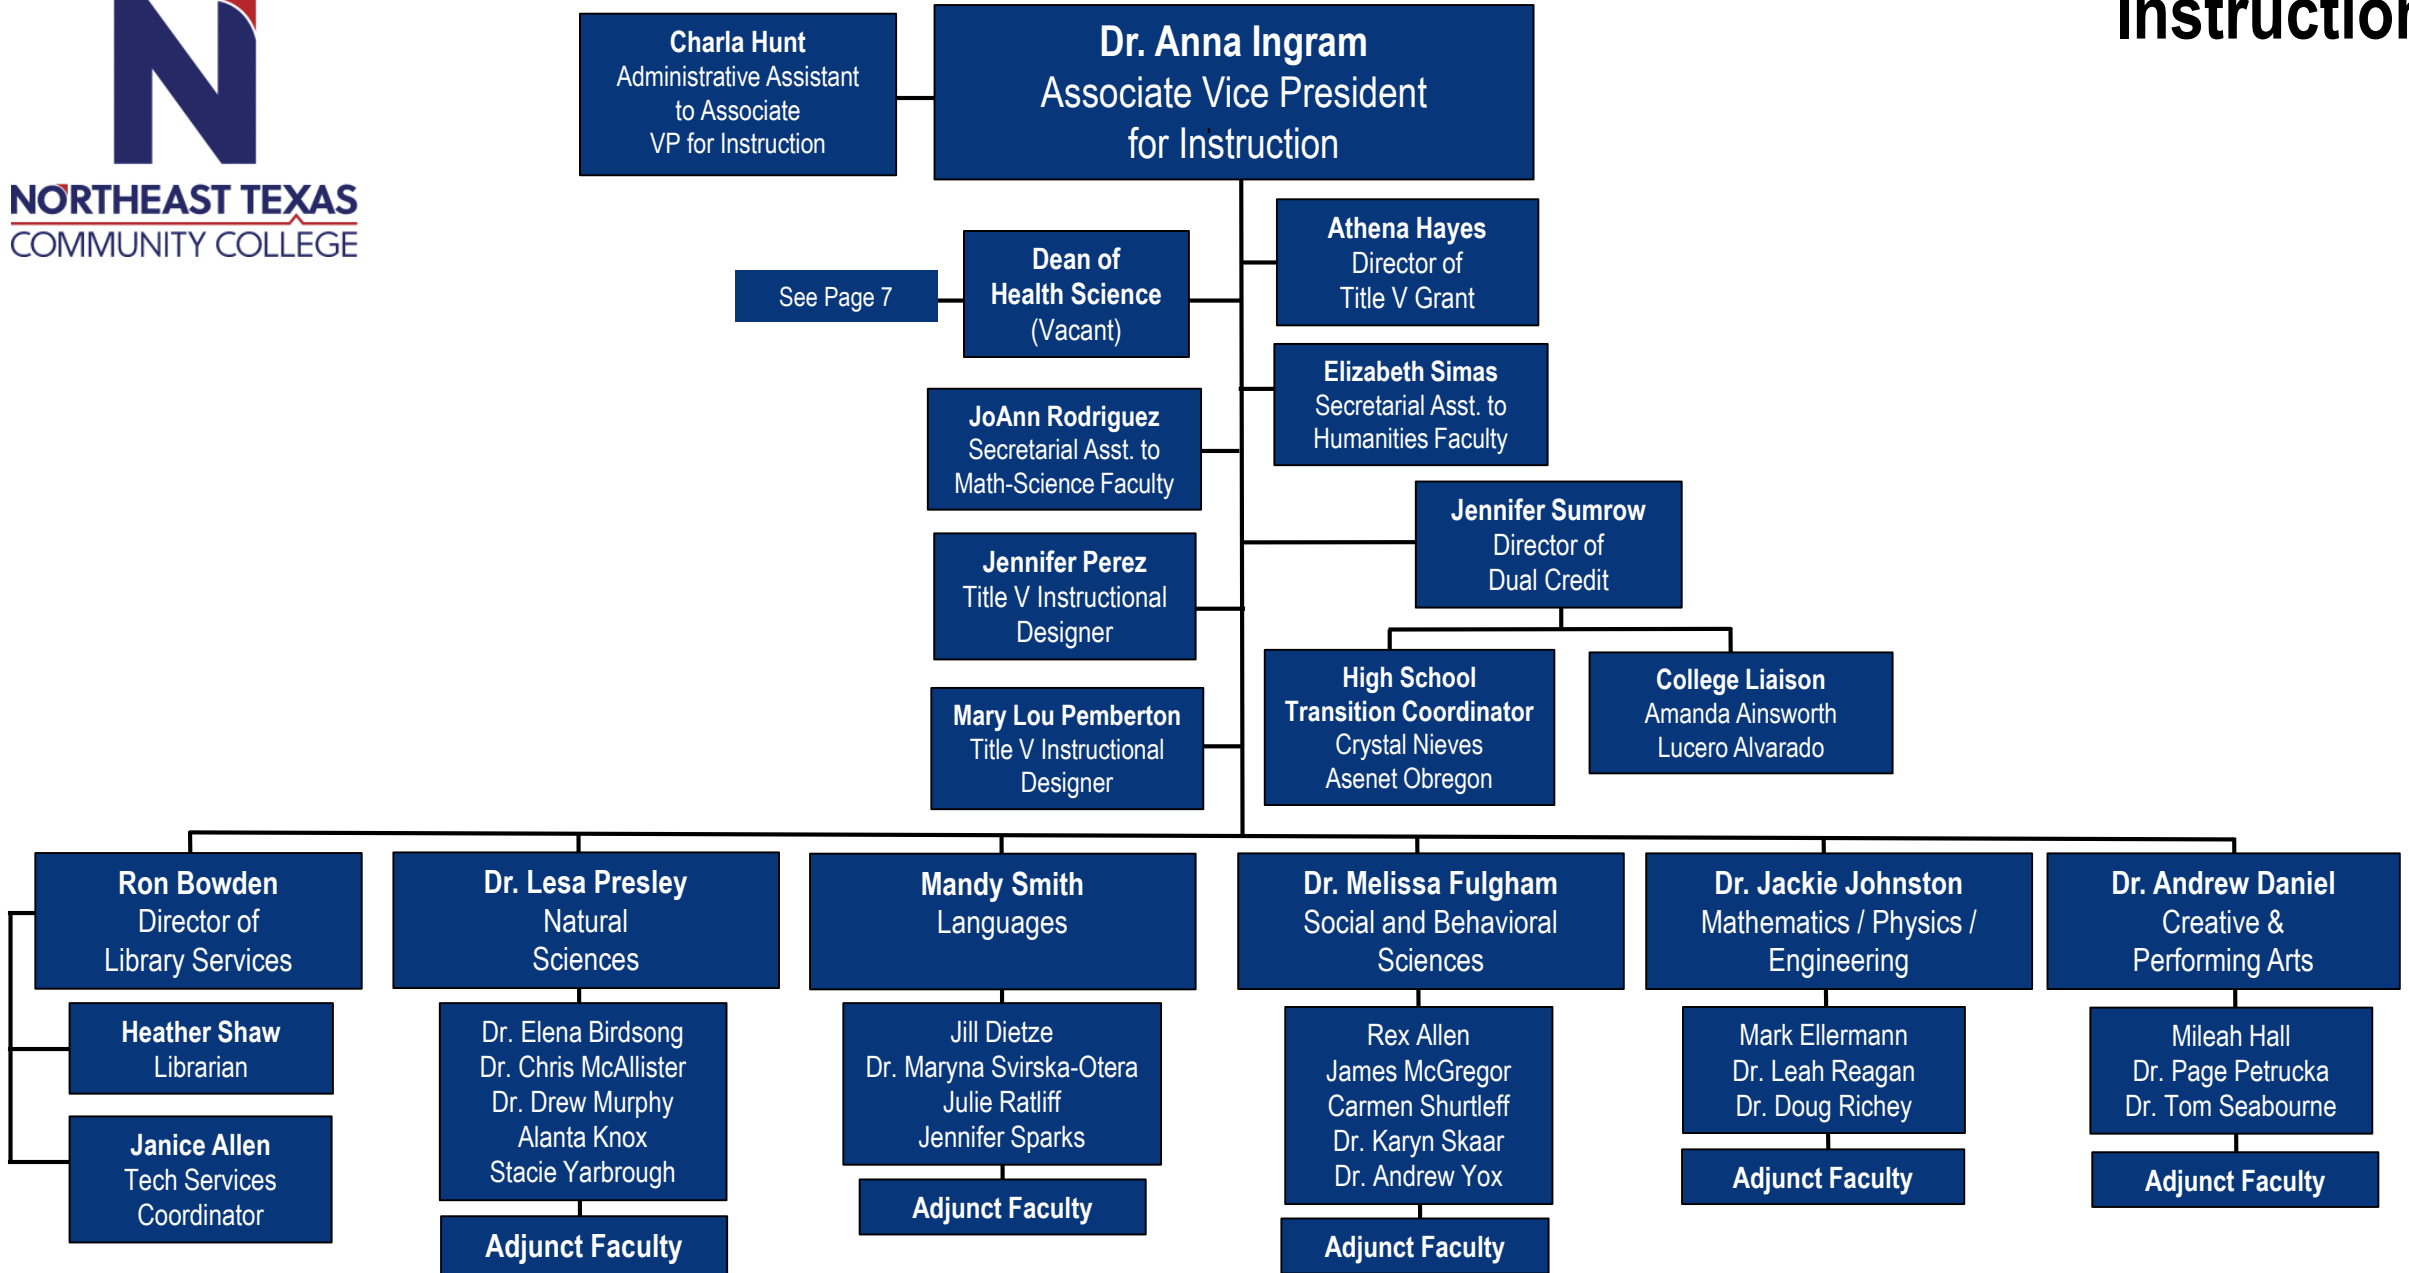 Instruction
NORTHEAST TEXAS
COMMUNITY COLLEGE
Charla Hunt
Administrative Assistant
to Associate
VP for Instruction
Dr. Anna Ingram
Associate Vice President
for Instruction
See Page 7
Dean of
Health Science
(Vacant)
Athena Hayes
Director of
Title V Grant
JoAnn Rodriguez
Secretarial Asst. to
Math-Science Faculty
Elizabeth Simas
Secretarial Asst. to
Humanities Faculty
Jennifer Perez
Title V Instructional
Designer
Jennifer Sumrow
Director of
Dual Credit
Mary Lou Pemberton
Title V Instructional
Designer
High School
Transition Coordinator
Crystal Nieves
Asenet Obregon
College Liaison
Amanda Ainsworth
Lucero Alvarado
Ron Bowden
Director of
Library Services
Heather Shaw
Librarian
Janice Allen
Tech Services
Coordinator
Dr. Lesa Presley
Natural
Sciences
Dr. Elena Birdsong
Dr. Chris McAllister
Dr. Drew Murphy
Alanta Knox
Stacie Yarbrough
Adjunct Faculty
Mandy Smith
Languages
Jill Dietze
Dr. Maryna Svirska-Otera
Julie Ratliff
Jennifer Sparks
Adjunct Faculty
Dr. Melissa Fulgham
Social and Behavioral
Sciences
Rex Allen
James McGregor
Carmen Shurtleff
Dr. Karyn Skaar
Dr. Andrew Yox
Adjunct Faculty
Dr. Jackie Johnston
Mathematics / Physics /
Engineering
Mark Ellermann
Dr. Leah Reagan
Dr. Doug Richey
Adjunct Faculty
Dr. Andrew Daniel
Creative &
Performing Arts
Mileah Hall
Dr. Page Petrucka
Dr. Tom Seabourne
Adjunct Faculty